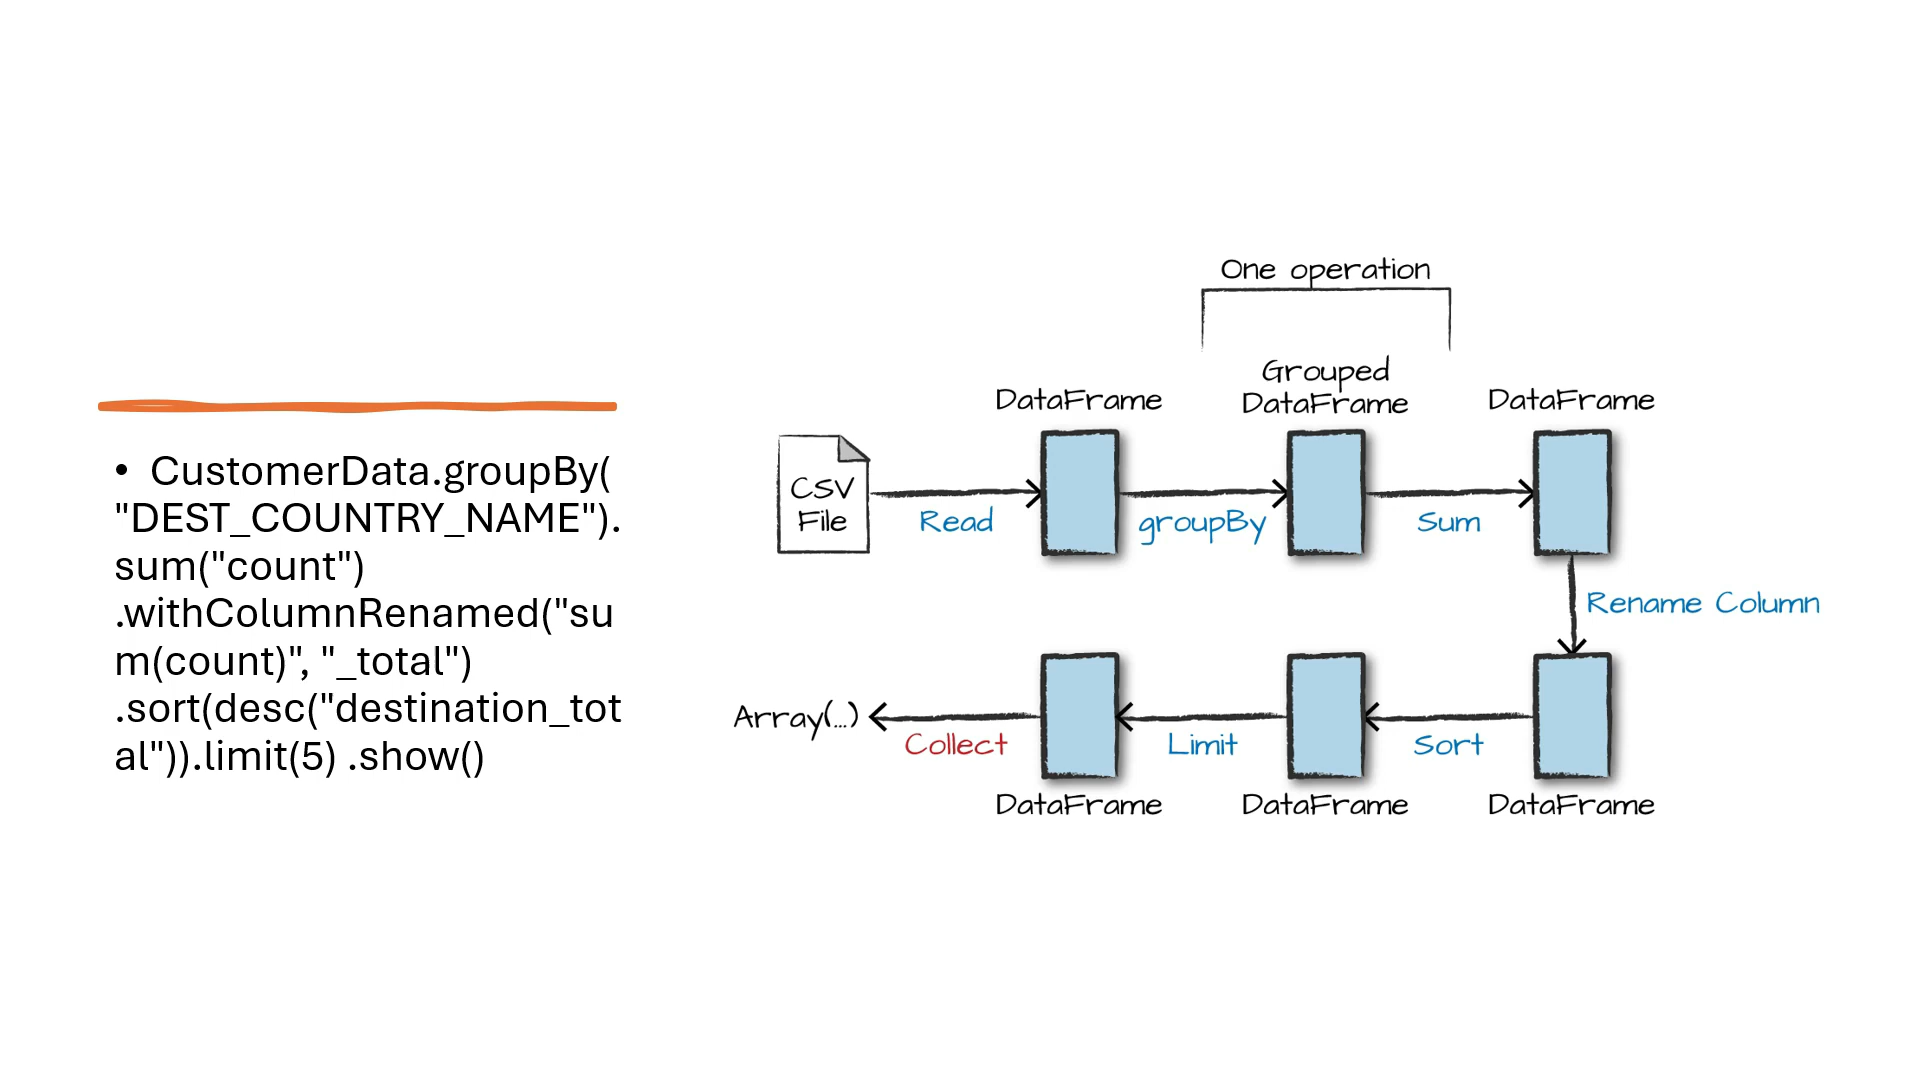 • CustomerData.groupBy(
"DEST_COUNTRY_NAME").
sum("count")
.withColumnRenamed("su
m(count)", "_total")
.sort(desc("destination_tot
al")).limit(5) .show()
One operation
DataFrame
Grouped
DataFrame
DataFrame
CSV
File
Read
groupBy
Sum
Rename Column
Array(...)
Collect
Limit
Sort
DataFrame
DataFrame
DataFrame